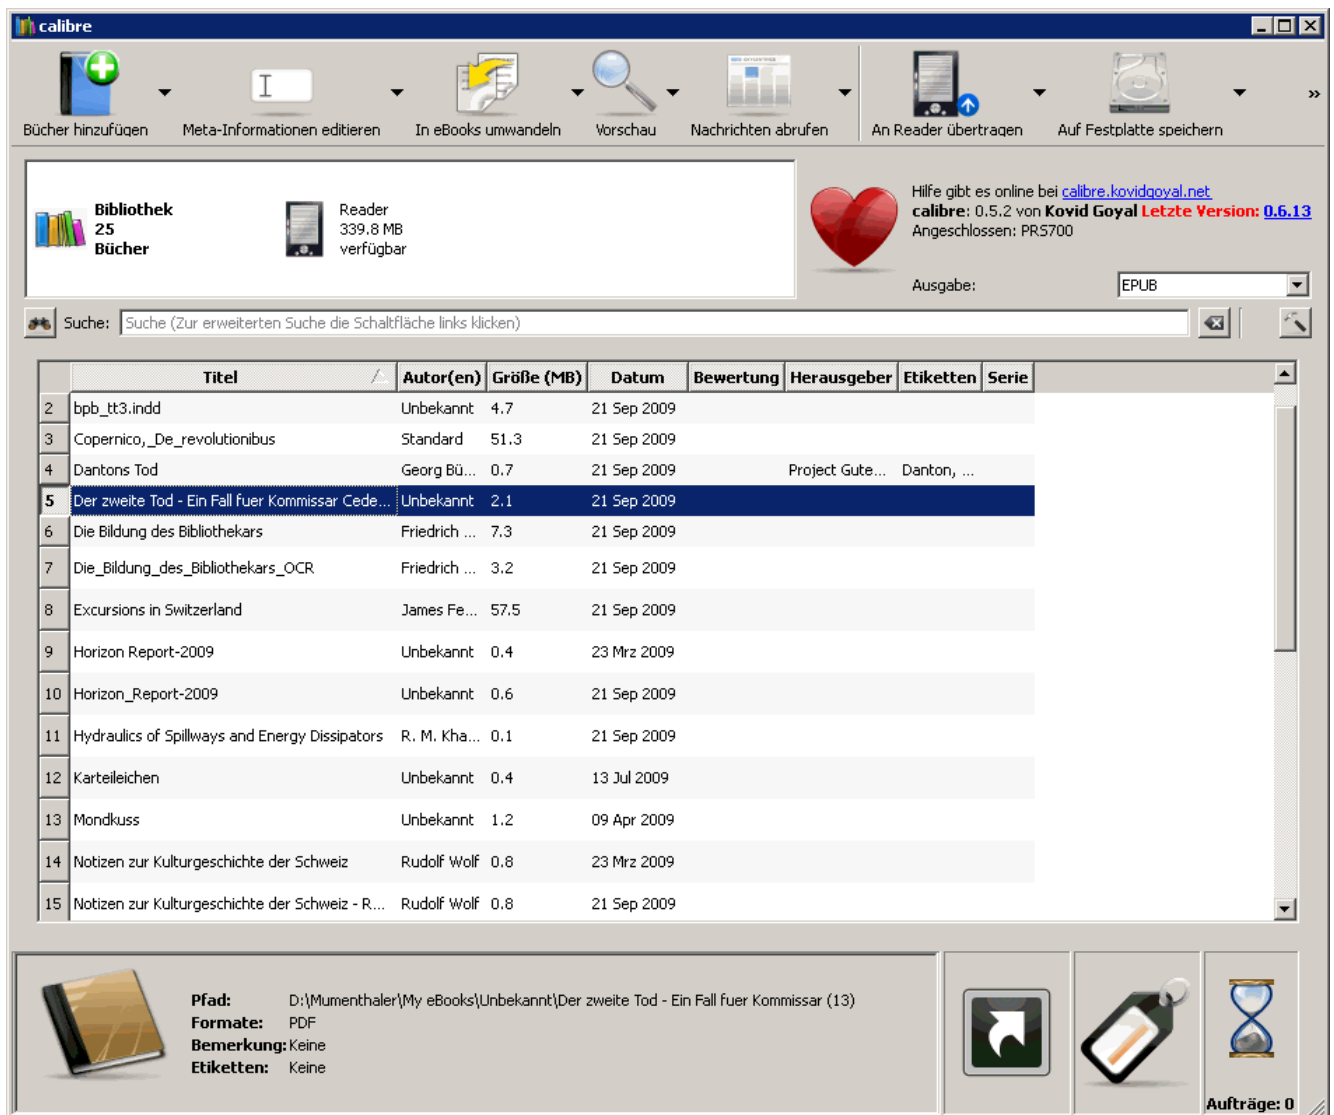 calibre
Bücher hinzufügen Meta-Informationen editieren In eBooks umwandeln Vorschau Nachrichten abrufen An Reader übertragen Auf Festplatte speichern »
Bibliothek
25
Bücher
Reader
339.8 MB
verfügbar
Hilfe gibt es online bei calibre.kovidgoyal.net
calibre: 0.5.2 von Kovid Goyal Letzte Version: 0.6.13
Angeschlossen: PRS700
Ausgabe: EPUB
Suche: Suche (Zur erweiterten Suche die Schaltfläche links klicken)
Titel Autor(en) Größe (MB) Datum Bewertung Herausgeber Etiketten Serie
2 bpb_tt3.indd Unbekannt 4.7 21 Sep 2009
3 Copernico,_De_revolutionibus Standard 51.3 21 Sep 2009
4 Dantons Tod Georg Bü... 0.7 21 Sep 2009 Project Gute... Danton, ...
5 Der zweite Tod - Ein Fall fuer Kommissar Cede... Unbekannt 2.1 21 Sep 2009
6 Die Bildung des Bibliothekars Friedrich ... 7.3 21 Sep 2009
7 Die_Bildung_des_Bibliothekars_OCR Friedrich ... 3.2 21 Sep 2009
8 Excursions in Switzerland James Fe... 57.5 21 Sep 2009
9 Horizon Report-2009 Unbekannt 0.4 23 Mrz 2009
10 Horizon_Report-2009 Unbekannt 0.6 21 Sep 2009
11 Hydraulics of Spillways and Energy Dissipators R. M. Kha... 0.1 21 Sep 2009
12 Karteileichen Unbekannt 0.4 13 Jul 2009
13 Mondkuss Unbekannt 1.2 09 Apr 2009
14 Notizen zur Kulturgeschichte der Schweiz Rudolf Wolf 0.8 23 Mrz 2009
15 Notizen zur Kulturgeschichte der Schweiz - R... Rudolf Wolf 0.8 21 Sep 2009
Pfad: D:\Mumenthaler\My eBooks\Unbekannt\Der zweite Tod - Ein Fall fuer Kommissar (13)
Formate: PDF
Bemerkung: Keine
Etiketten: Keine
Aufträge: 0